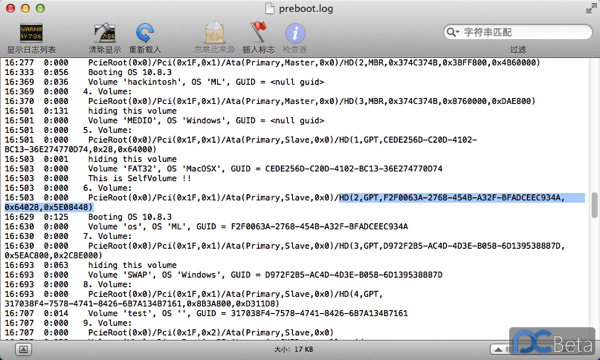 preboot.log
显示日志列表
清除显示
重新载入
忽略此来源
插入标志
检查器
字符串匹配
过滤
16:277 0:000 PcieRoot(0x0)/Pci(0x1F,0x1)/Ata(Primary,Master,0x0)/HD(2,MBR,0x374C374B,0x3BFF800,0x4B60000)
16:333 0:056 Booting OS 10.8.3
16:369 0:036 Volume 'hackintosh', OS 'ML', GUID = <null guid>
16:369 0:000 4. Volume:
16:370 0:000 PcieRoot(0x0)/Pci(0x1F,0x1)/Ata(Primary,Master,0x0)/HD(3,MBR,0x374C374B,0x8760000,0xDAE800)
16:501 0:131 hiding this volume
16:501 0:000 Volume 'MEDIO', OS 'Windows', GUID = <null guid>
16:501 0:000 5. Volume:
16:501 0:000 PcieRoot(0x0)/Pci(0x1F,0x1)/Ata(Primary,Slave,0x0)/HD(1,GPT,CEDE256D-C20D-4102-
BC13-36E274770D74,0x28,0x64000)
16:503 0:001 hiding this volume
16:503 0:000 Volume 'FAT32', OS 'MacOSX', GUID = CEDE256D-C20D-4102-BC13-36E274770D74
16:503 0:000 This is SelfVolume !!
16:503 0:000 6. Volume:
16:503 0:000 PcieRoot(0x0)/Pci(0x1F,0x1)/Ata(Primary,Slave,0x0)/HD(2,GPT,F2F0063A-2768-454B-A32F-BFADCEEC934A,
0x64028,0x5E08448)
16:629 0:125 Booting OS 10.8.3
16:630 0:000 Volume 'os', OS 'ML', GUID = F2F0063A-2768-454B-A32F-BFADCEEC934A
16:630 0:000 7. Volume:
16:630 0:000 PcieRoot(0x0)/Pci(0x1F,0x1)/Ata(Primary,Slave,0x0)/HD(3,GPT,D972F2B5-AC4D-4D3E-B058-6D139538887D,
0x5EAC800,0x2C8E000)
16:693 0:063 hiding this volume
16:693 0:000 Volume 'SWAP', OS 'Windows', GUID = D972F2B5-AC4D-4D3E-B058-6D139538887D
16:693 0:000 8. Volume:
16:693 0:000 PcieRoot(0x0)/Pci(0x1F,0x1)/Ata(Primary,Slave,0x0)/HD(4,GPT,
317038F4-7578-4741-8426-6B7A134B7161,0x8B3A800,0xD311D8)
16:707 0:014 Volume 'test', OS '', GUID = 317038F4-7578-4741-8426-6B7A134B7161
16:707 0:000 9. Volume:
16:707 0:000 PcieRoot(0x0)/Pci(0x1F,0x2)/Ata(Primary,Slave,0x0)
大小: 17 KB
PCBeta